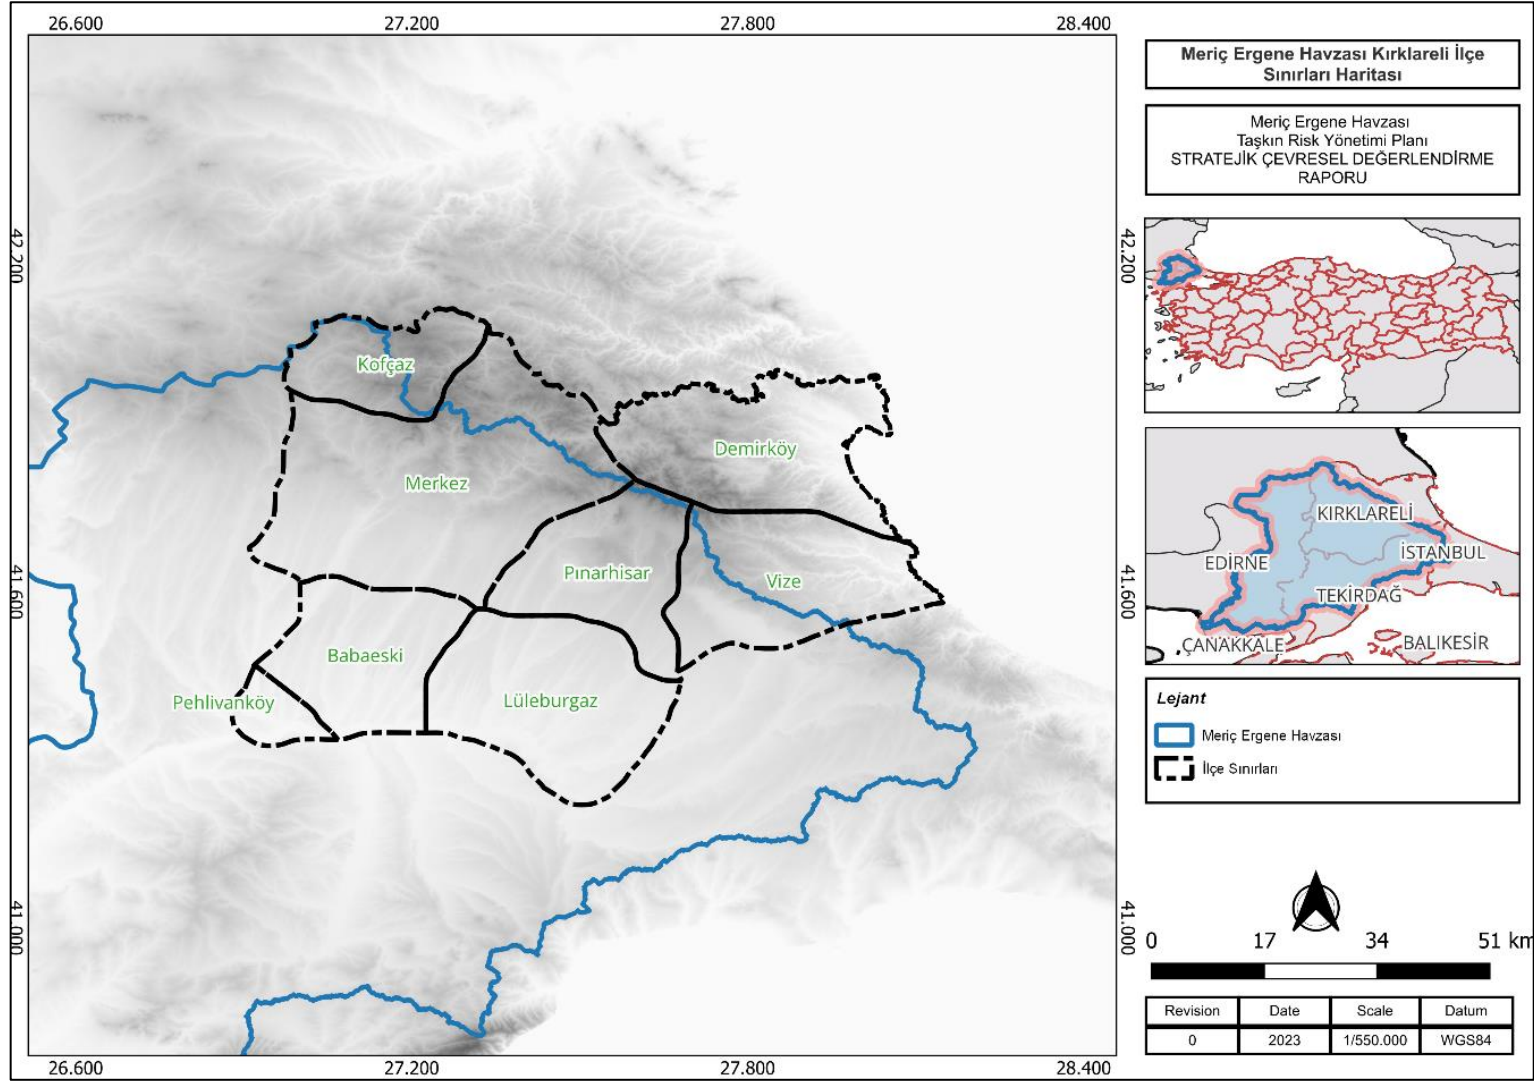 26.600 27.200 27.800 28.400
42.200
41.600
41.000
Kofçaz
Demirköy
Merkez
Pınarhisar
Vize
Babaeski
Pehlivanköy
Lüleburgaz
42.200
41.600
41.000
26.600 27.200 27.800 28.400
Meriç Ergene Havzası Kırklareli İlçe
Sınırları Haritası
Meriç Ergene Havzası
Taşkın Risk Yönetimi Planı
STRATEJİK ÇEVRESEL DEĞERLENDİRME
RAPORU
KIRKLARELİ
İSTANBUL
EDİRNE
TEKİRDAĞ
ÇANAKKALE
BALIKESİR
Lejant
Meriç Ergene Havzası
İlçe Sınırları
0 17 34 51 km
Revision Date Scale Datum
0 2023 1/550.000 WGS84